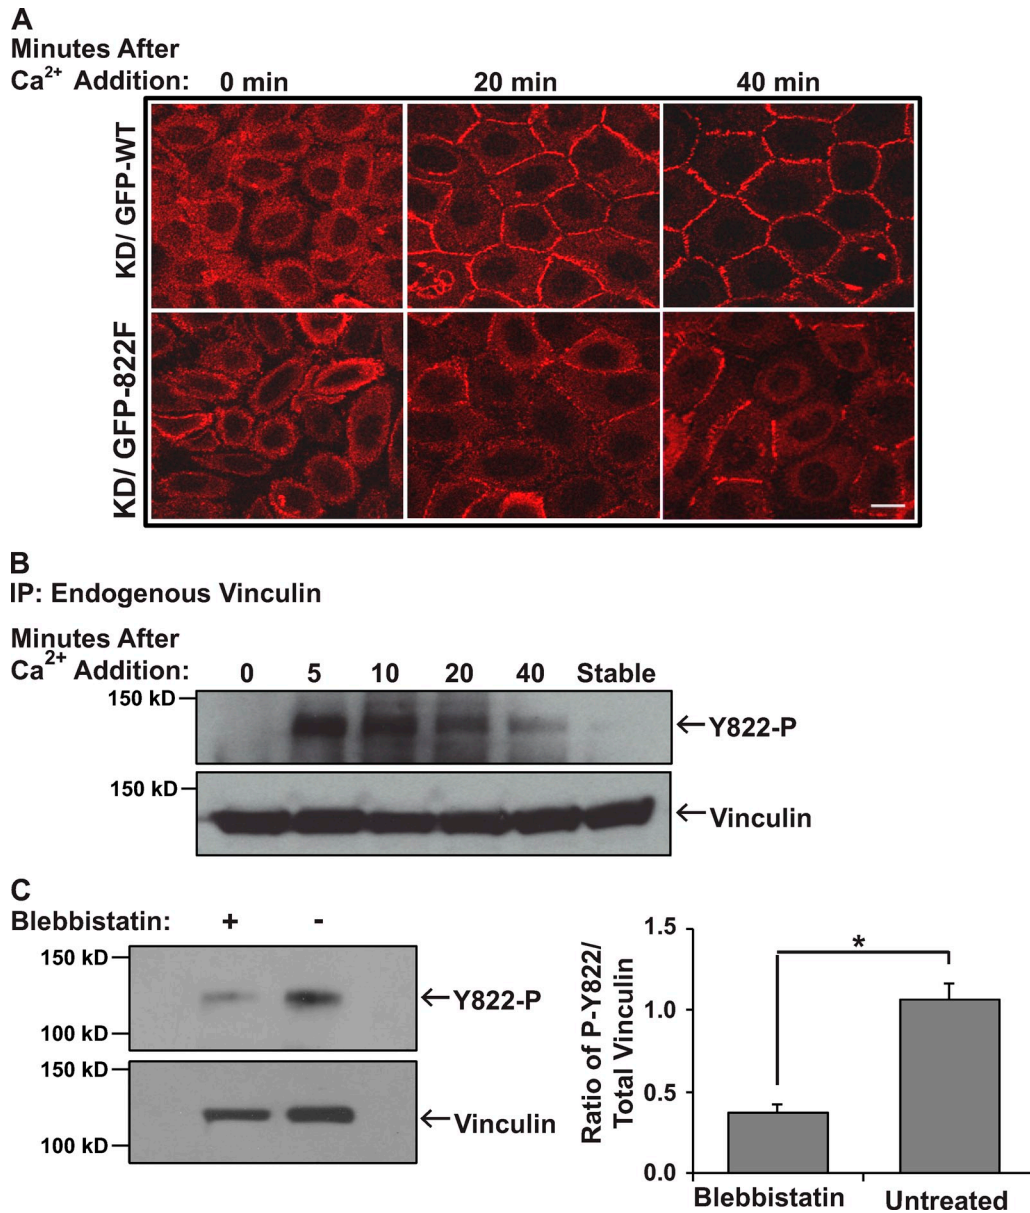 A
Minutes After
Ca2+ Addition: 0 min 20 min 40 min
KD/ GFP-WT
KD/ GFP-822F
B
IP: Endogenous Vinculin
Minutes After
Ca2+ Addition: 0 5 10 20 40 Stable
150 kD
Y822-P
150 kD
Vinculin
C
Blebbistatin: + -
150 kD
Y822-P
100 kD
150 kD
Vinculin
100 kD
Ratio of P-Y822/
Total Vinculin
1.5
*
1.0
0.5
0.0
Blebbistatin Untreated